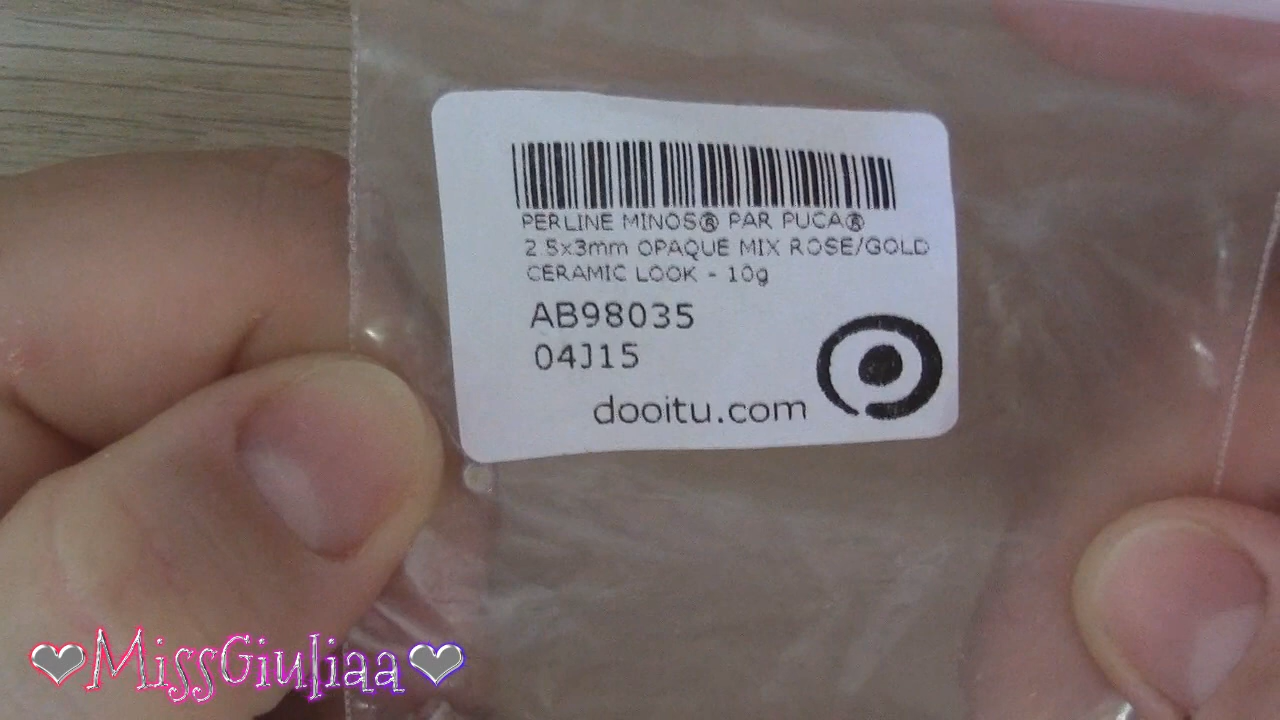 PERLINE MINOS® PAR PUCA®
2.5x3mm OPAQUE MIX ROSE/GOLD
CERAMIC LOOK - 10g
AB98035
04J15
dooitu.com
❤MissGiuliaa❤